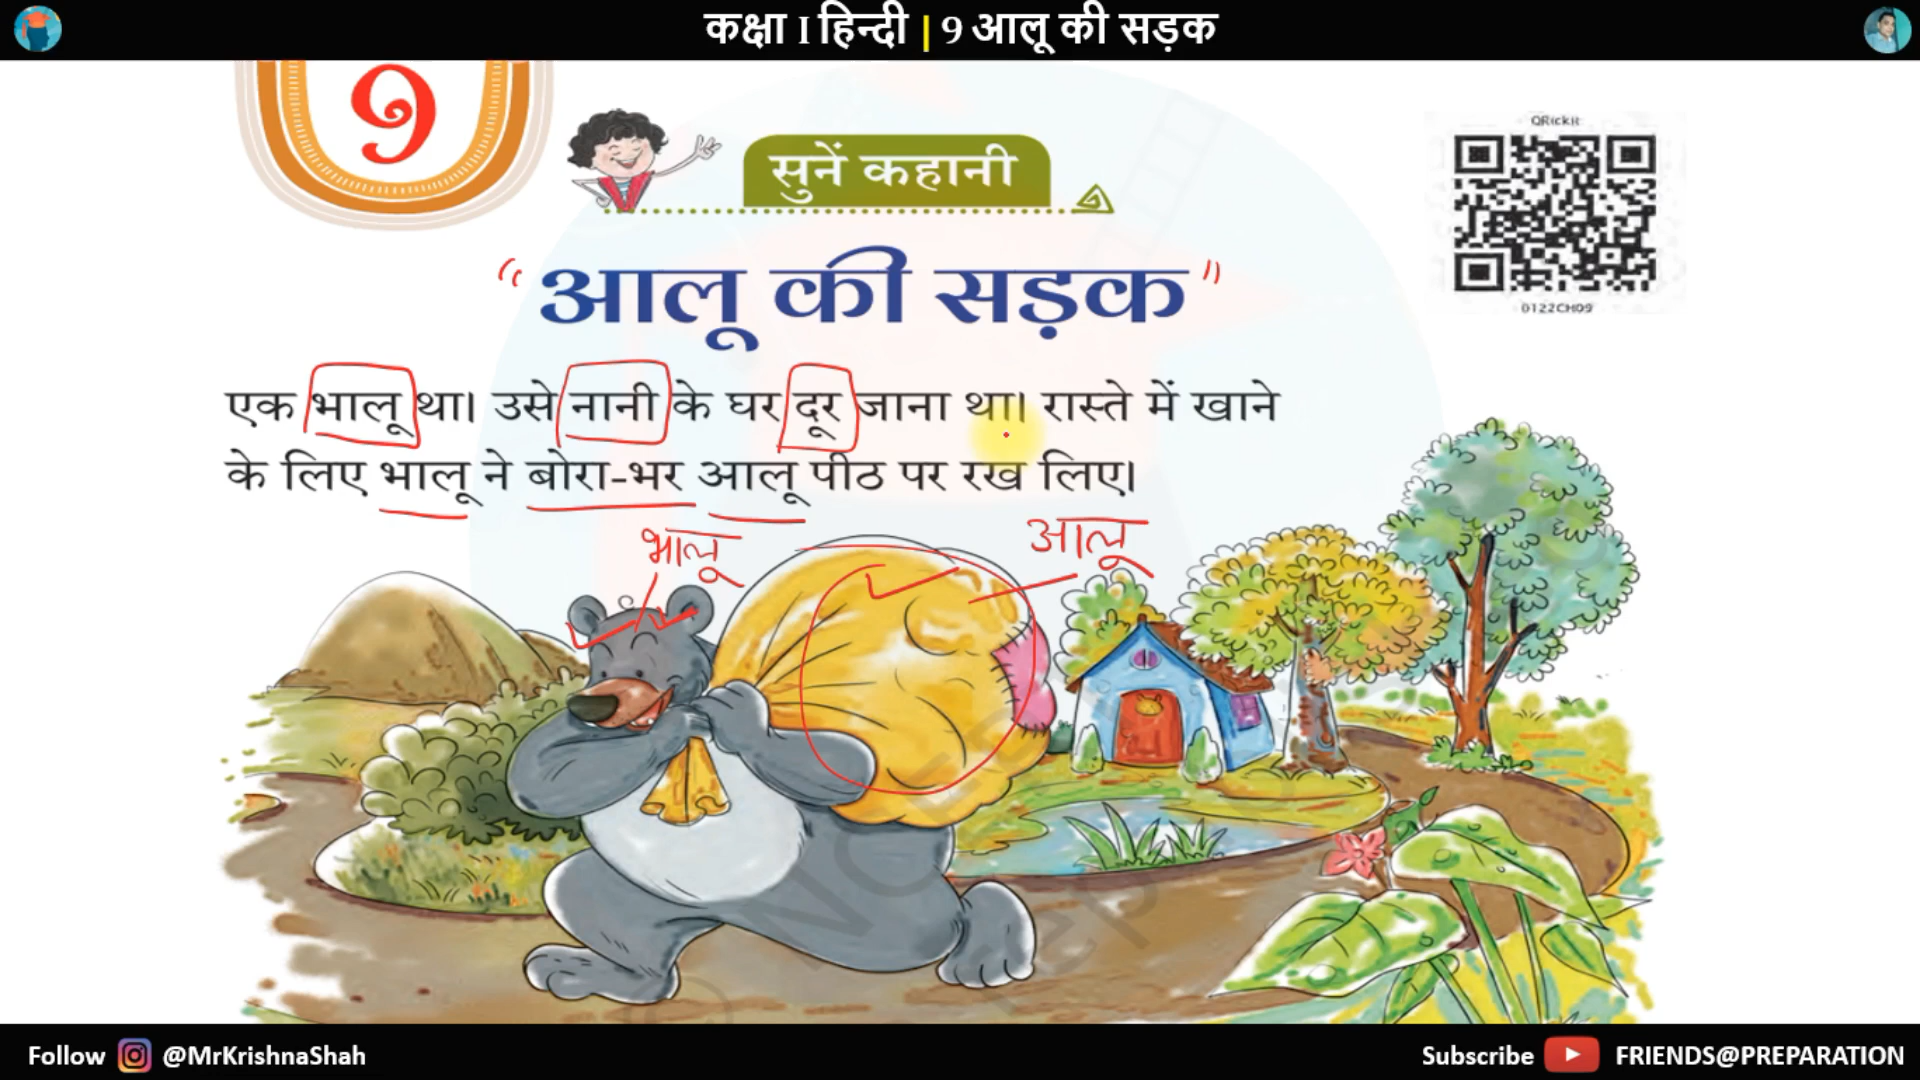 कक्षा I हिन्दी | 9 आलू की सड़क
9
सुनें कहानी
QRickit
0122CH09
“आलू की सड़क”
एक भालू था। उसे नानी के घर दूर जाना था। रास्ते में खाने
के लिए भालू ने बोरा-भर आलू पीठ पर रख लिए।
भालू
आलू
Follow @MrKrishnaShah
Subscribe FRIENDS@PREPARATION